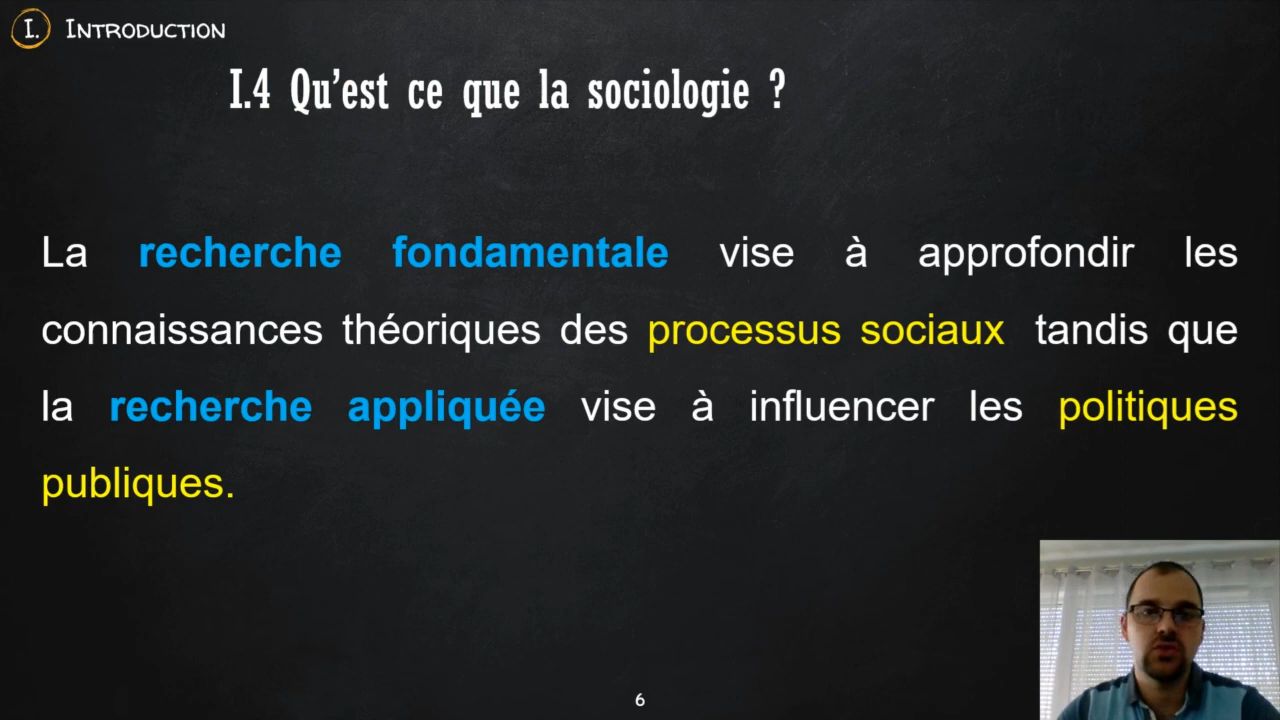 I. INTRODUCTION
I.4 Qu’est ce que la sociologie ?
La recherche fondamentale vise à approfondir les
connaissances théoriques des processus sociaux tandis que
la recherche appliquée vise à influencer les politiques
publiques.
6